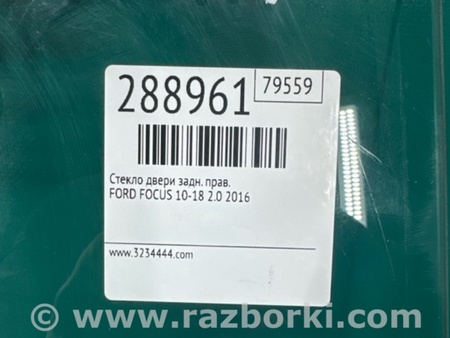 288961
79559
Стекло двери задн. прав.
FORD FOCUS 10-18 2.0 2016
www.3234444.com
© www.razborki.com